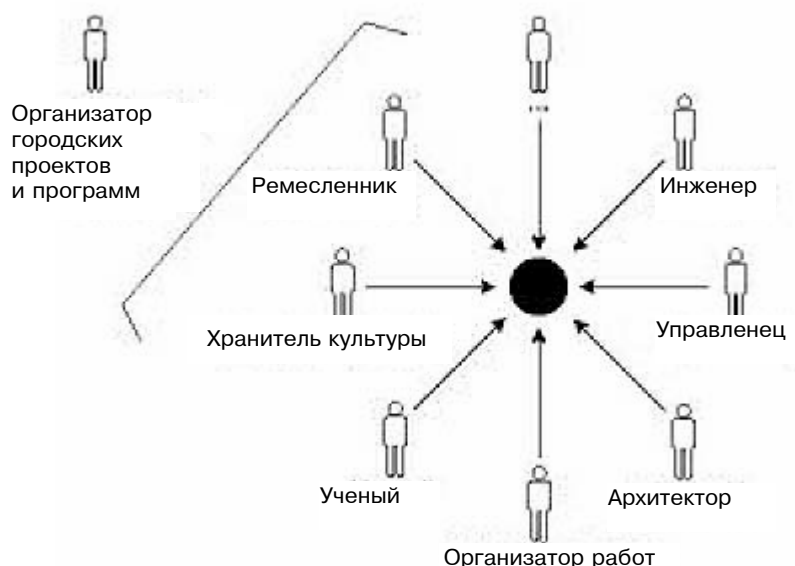 Организатор
городских
проектов
и программ
...
Ремесленник
Инженер
Хранитель культуры
Управленец
Ученый
Архитектор
Организатор работ